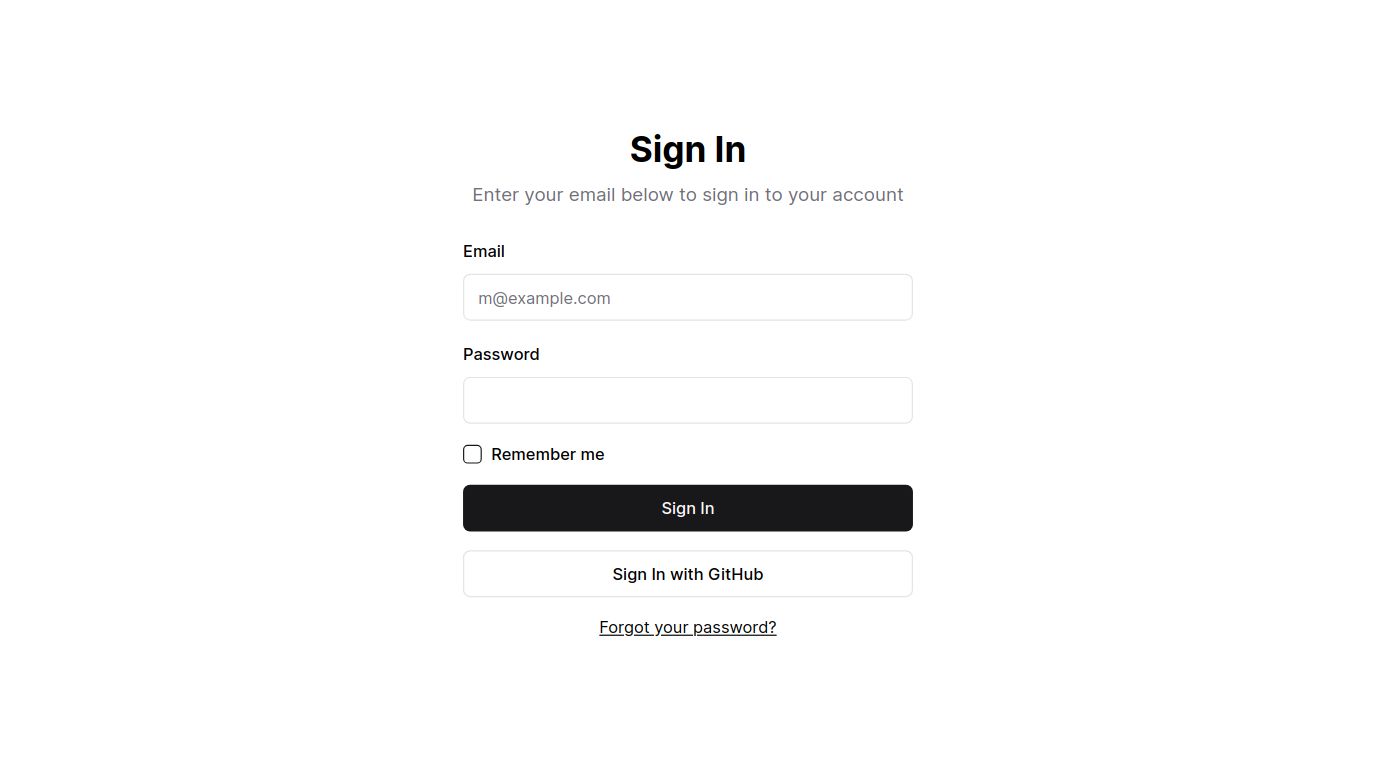 Sign In
Enter your email below to sign in to your account
Email
m@example.com
Password
Remember me
Sign In
Sign In with GitHub
Forgot your password?